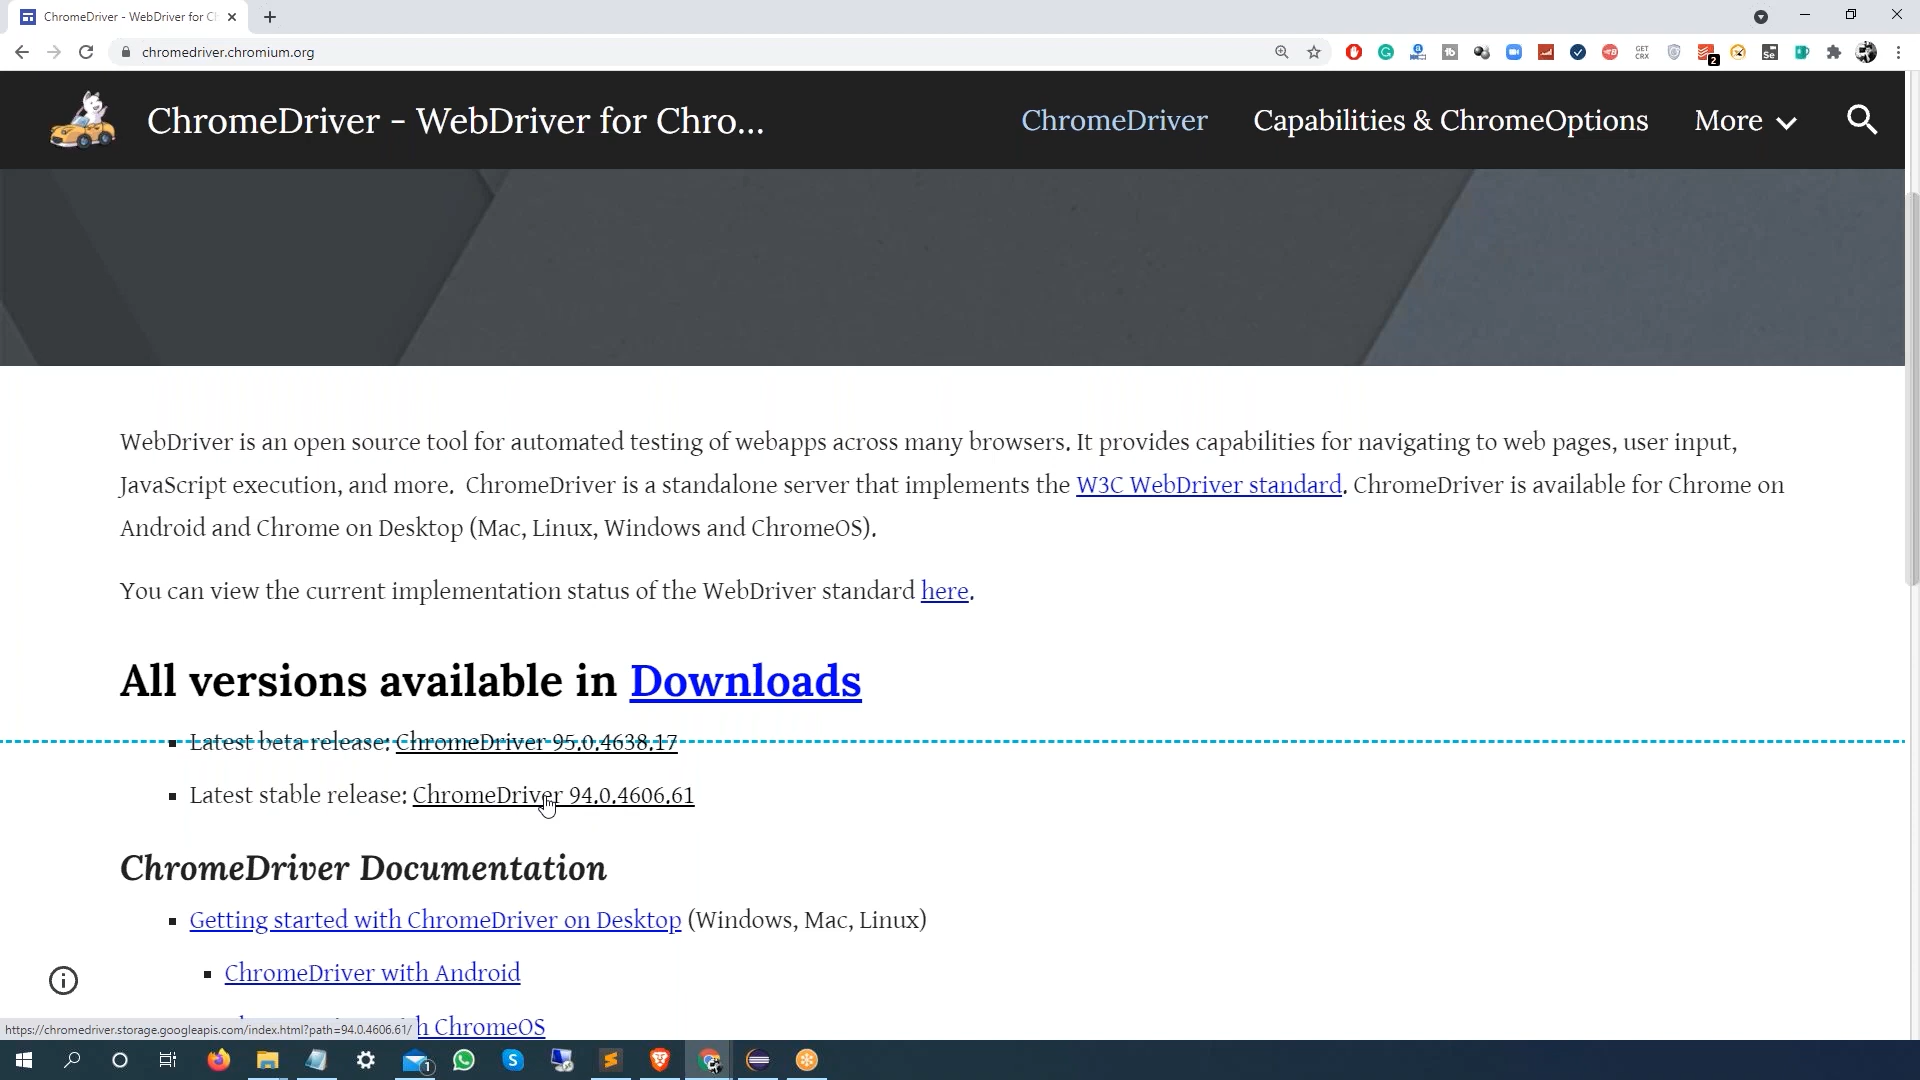 ChromeDriver - WebDriver for Ch
chromedriver.chromium.org
GET
CRX
2
Se
ChromeDriver - WebDriver for Chro...
ChromeDriver
Capabilities & ChromeOptions
More
WebDriver is an open source tool for automated testing of webapps across many browsers. It provides capabilities for navigating to web pages, user input,
JavaScript execution, and more.  ChromeDriver is a standalone server that implements the W3C WebDriver standard. ChromeDriver is available for Chrome on
Android and Chrome on Desktop (Mac, Linux, Windows and ChromeOS).
You can view the current implementation status of the WebDriver standard here.
All versions available in Downloads
Latest beta release: ChromeDriver 95.0.4638.17
Latest stable release: ChromeDriver 94.0.4606.61
ChromeDriver Documentation
Getting started with ChromeDriver on Desktop (Windows, Mac, Linux)
ChromeDriver with Android
h ChromeOS
https://chromedriver.storage.googleapis.com/index.html?path=94.0.4606.61/
1